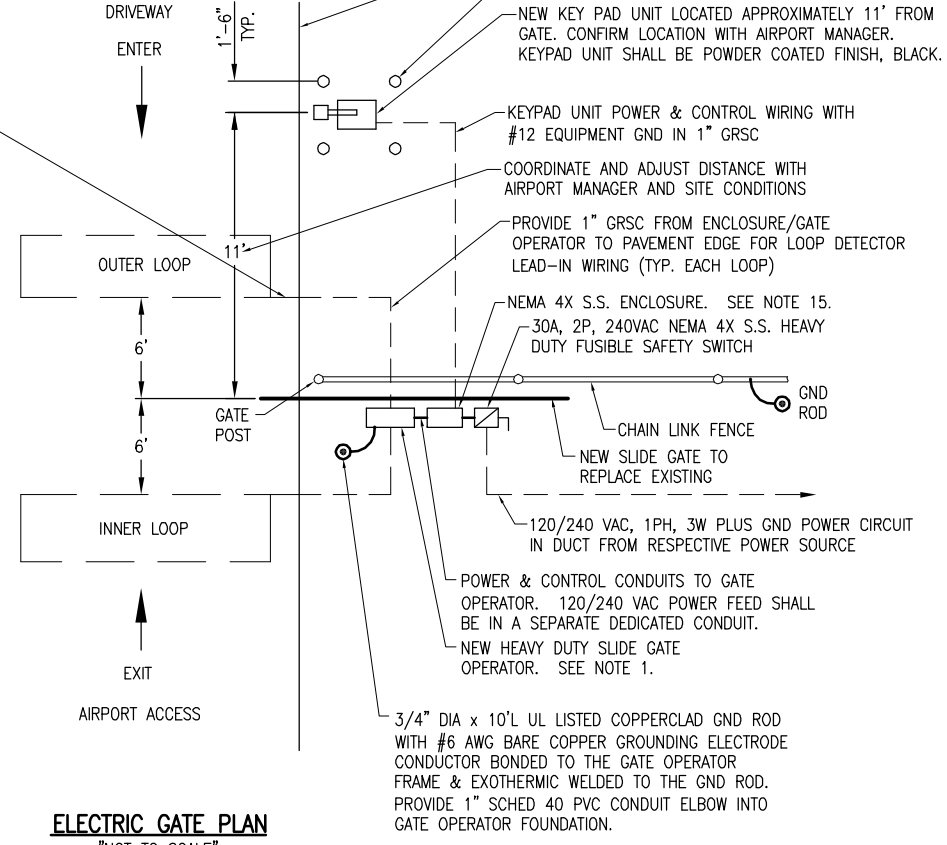 DRIVEWAY
ENTER
1'-6"
TYP.
NEW KEY PAD UNIT LOCATED APPROXIMATELY 11' FROM
GATE. CONFIRM LOCATION WITH AIRPORT MANAGER.
KEYPAD UNIT SHALL BE POWDER COATED FINISH, BLACK.
KEYPAD UNIT POWER & CONTROL WIRING WITH
#12 EQUIPMENT GND IN 1" GRSC
COORDINATE AND ADJUST DISTANCE WITH
AIRPORT MANAGER AND SITE CONDITIONS
11'
OUTER LOOP
PROVIDE 1" GRSC FROM ENCLOSURE/GATE
OPERATOR TO PAVEMENT EDGE FOR LOOP DETECTOR
LEAD-IN WIRING (TYP. EACH LOOP)
NEMA 4X S.S. ENCLOSURE. SEE NOTE 15.
30A, 2P, 240VAC NEMA 4X S.S. HEAVY
DUTY FUSIBLE SAFETY SWITCH
6'
GATE
POST
GND
ROD
CHAIN LINK FENCE
6'
NEW SLIDE GATE TO
REPLACE EXISTING
INNER LOOP
120/240 VAC, 1PH, 3W PLUS GND POWER CIRCUIT
IN DUCT FROM RESPECTIVE POWER SOURCE
POWER & CONTROL CONDUITS TO GATE
OPERATOR. 120/240 VAC POWER FEED SHALL
BE IN A SEPARATE DEDICATED CONDUIT.
NEW HEAVY DUTY SLIDE GATE
OPERATOR. SEE NOTE 1.
EXIT
AIRPORT ACCESS
3/4" DIA x 10'L UL LISTED COPPERCLAD GND ROD
WITH #6 AWG BARE COPPER GROUNDING ELECTRODE
CONDUCTOR BONDED TO THE GATE OPERATOR
FRAME & EXOTHERMIC WELDED TO THE GND ROD.
PROVIDE 1" SCHED 40 PVC CONDUIT ELBOW INTO
GATE OPERATOR FOUNDATION.
ELECTRIC GATE PLAN
"NOT TO SCALE"